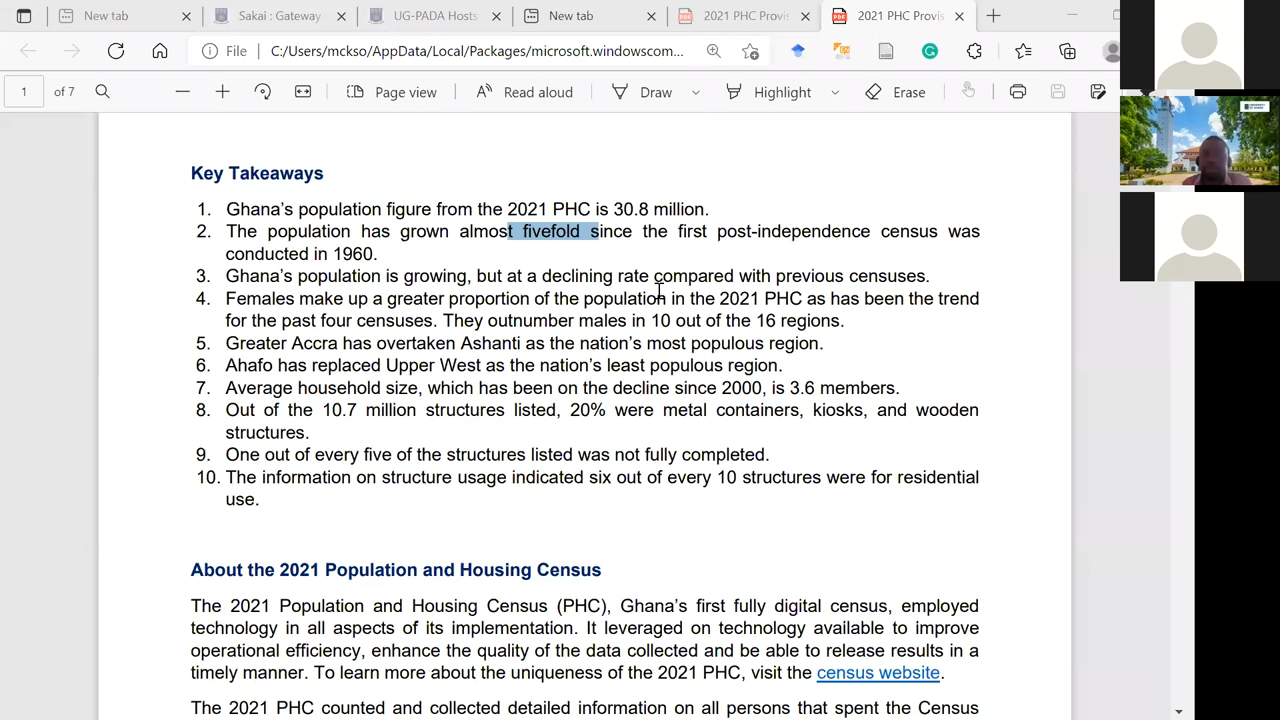 New tab
Sakai : Gateway
UG-PADA Hosts
New tab
2021 PHC Provis
2021 PHC Provis
File
C:/Users/mckso/AppData/Local/Packages/microsoft.windowscom...
1 of 7
Page view
Read aloud
Draw
Highlight
Erase
Key Takeaways
1. Ghana's population figure from the 2021 PHC is 30.8 million.
2. The population has grown almost fivefold since the first post-independence census was
conducted in 1960.
3. Ghana's population is growing, but at a declining rate compared with previous censuses.
4. Females make up a greater proportion of the population in the 2021 PHC as has been the trend
for the past four censuses. They outnumber males in 10 out of the 16 regions.
5. Greater Accra has overtaken Ashanti as the nation's most populous region.
6. Ahafo has replaced Upper West as the nation's least populous region.
7. Average household size, which has been on the decline since 2000, is 3.6 members.
8. Out of the 10.7 million structures listed, 20% were metal containers, kiosks, and wooden
structures.
9. One out of every five of the structures listed was not fully completed.
10. The information on structure usage indicated six out of every 10 structures were for residential
use.
About the 2021 Population and Housing Census
The 2021 Population and Housing Census (PHC), Ghana's first fully digital census, employed
technology in all aspects of its implementation. It leveraged on technology available to improve
operational efficiency, enhance the quality of the data collected and be able to release results in a
timely manner. To learn more about the uniqueness of the 2021 PHC, visit the census website.
The 2021 PHC counted and collected detailed information on all persons that spent the Census